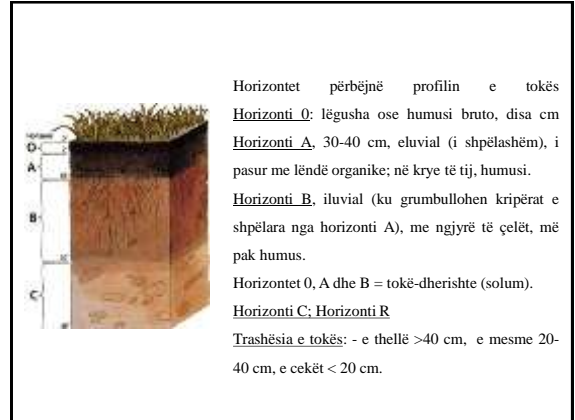 Horizontet përbëjnë profilin e tokës
Horizonti 0: lëgusha ose humusi bruto, disa cm
Horizonti A, 30-40 cm, eluvial (i shpëlashëm), i
pasur me lëndë organike; në krye të tij, humusi.
Horizonti B, iluvial (ku grumbullohen kripërat e
shpëlara nga horizonti A), me ngjyrë të çelët, më
pak humus.
Horizontet 0, A dhe B = tokë-dherishte (solum).
Horizonti C; Horizonti R
Trashësia e tokës: - e thellë >40 cm, e mesme 20-
40 cm, e cekët < 20 cm.
O
A
B
C